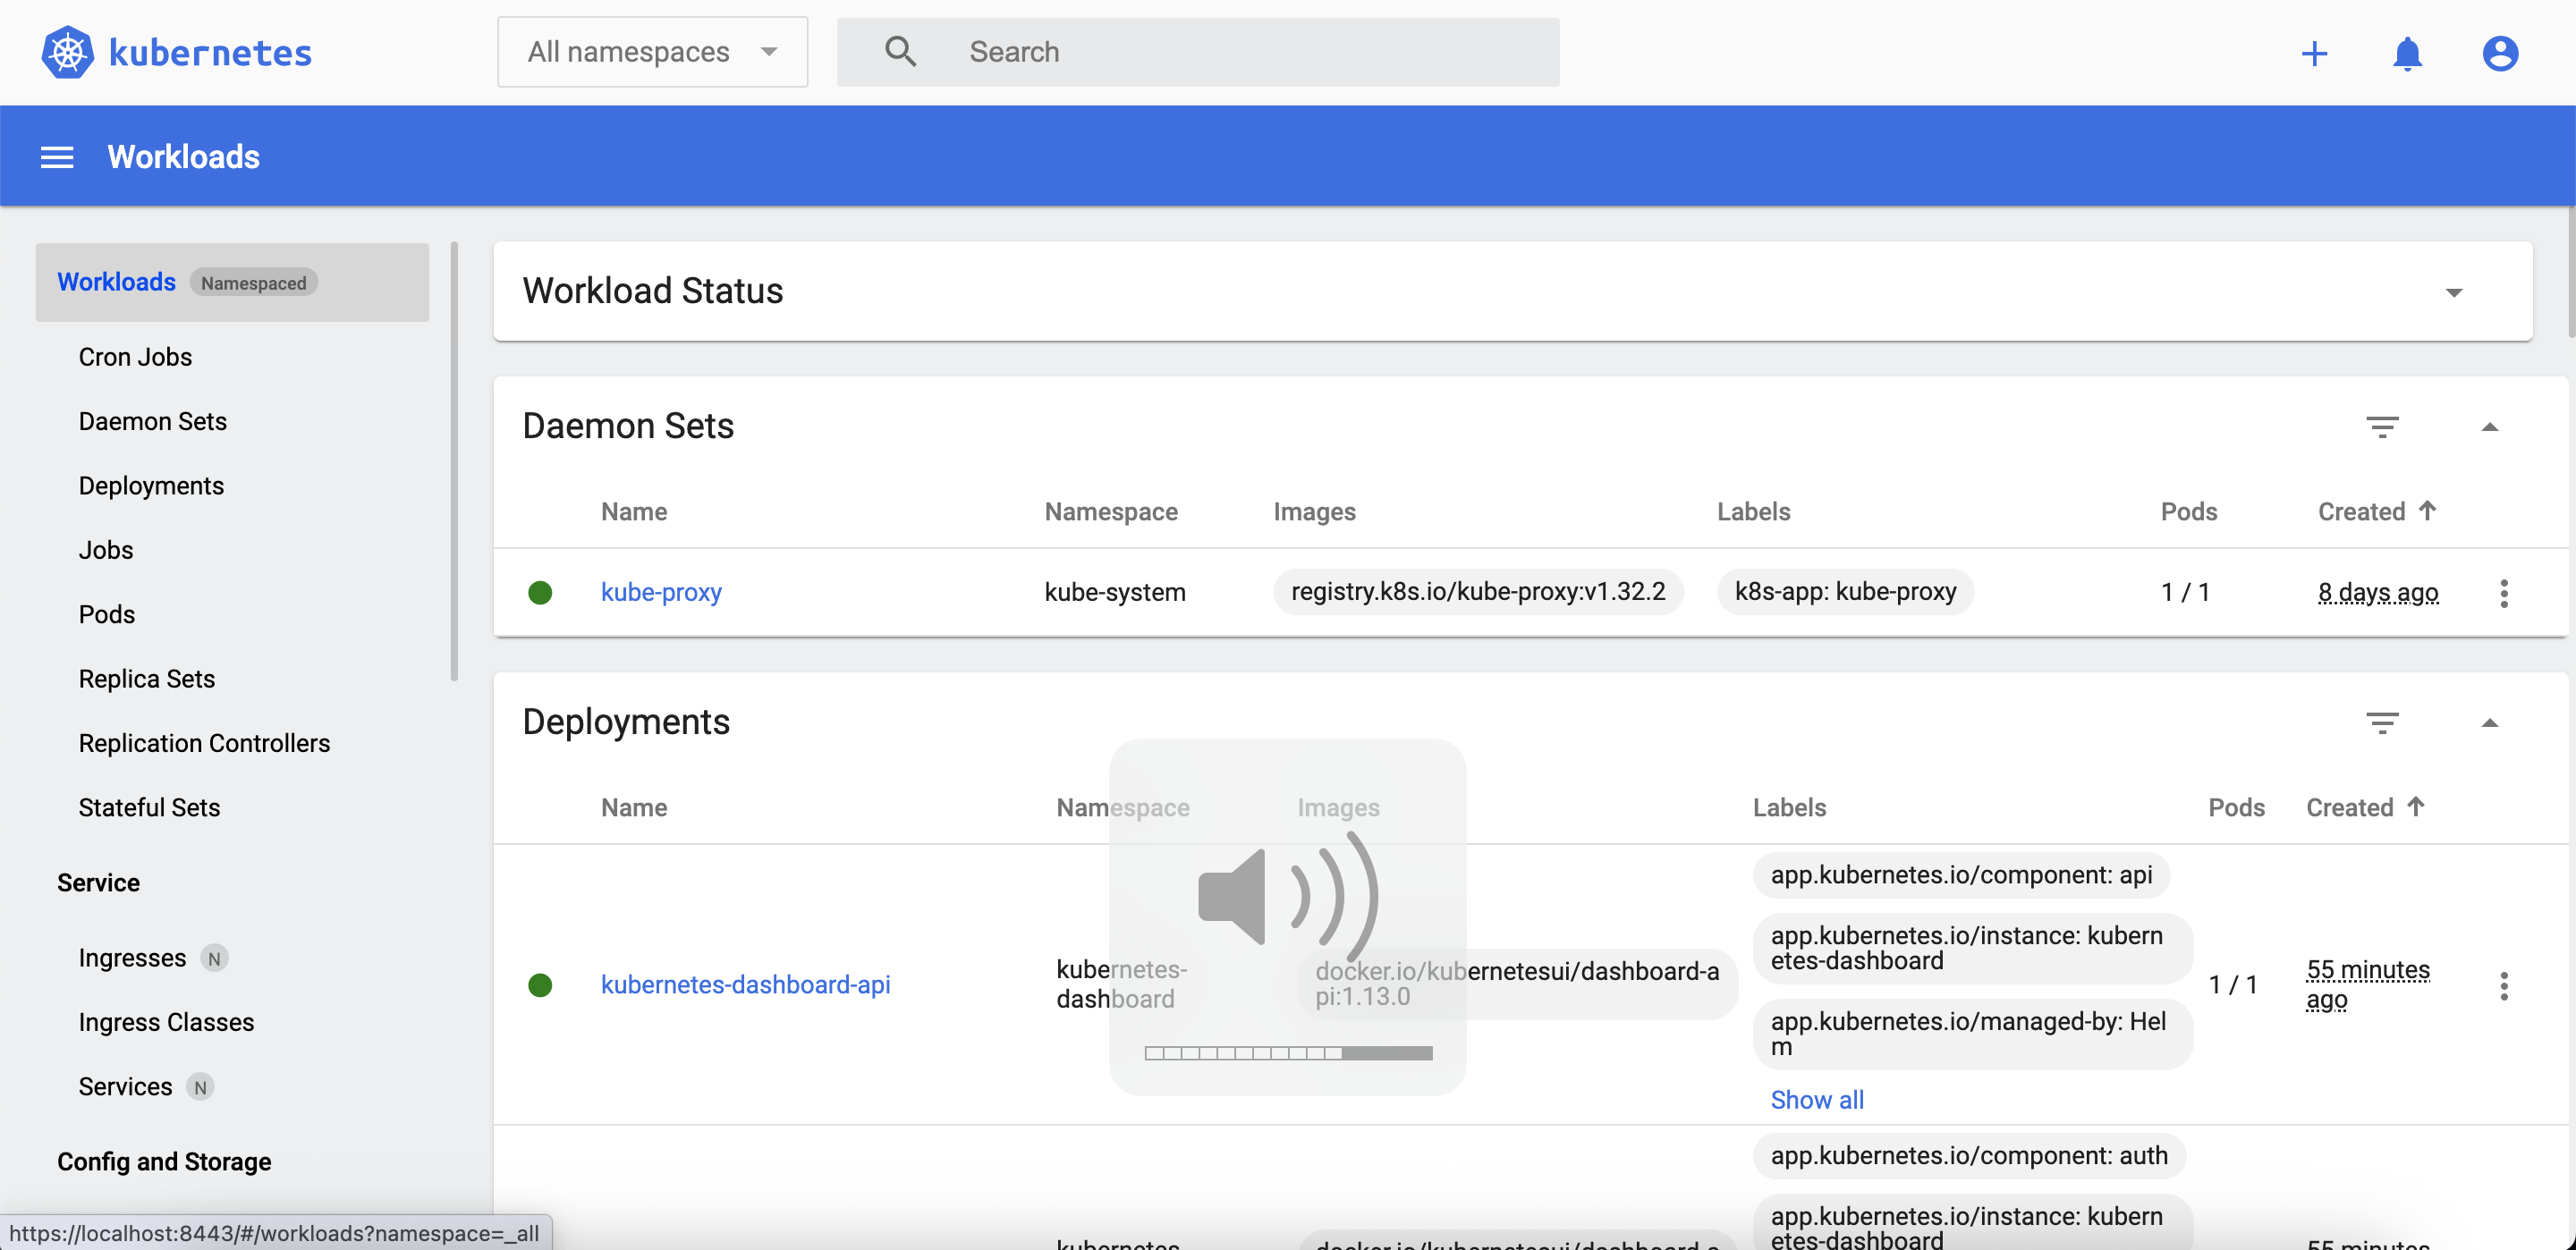 kubernetes
All namespaces
Search
Workloads
Workloads Namespaced
Cron Jobs
Daemon Sets
Deployments
Jobs
Pods
Replica Sets
Replication Controllers
Stateful Sets
Service
Ingresses N
Ingress Classes
Services N
Config and Storage
https://localhost:8443/#/workloads?namespace=_all
Workload Status
Daemon Sets
Name Namespace Images Labels Pods Created
kube-proxy kube-system registry.k8s.io/kube-proxy:v1.32.2 k8s-app: kube-proxy 1 / 1 8 days ago
Deployments
Name Namespace Images Labels Pods Created
kubernetes-dashboard-api
kubernetes-
dashboard
docker.io/kubernetesui/dashboard-a
pi:1.13.0
app.kubernetes.io/component: api
app.kubernetes.io/instance: kubern
etes-dashboard
app.kubernetes.io/managed-by: Hel
m
Show all
1 / 1
55 minutes
ago
kubernetes
docker.io/kubernetesui/dashboard-a
app.kubernetes.io/component: auth
app.kubernetes.io/instance: kubern
etes-dashboard
55 minutes